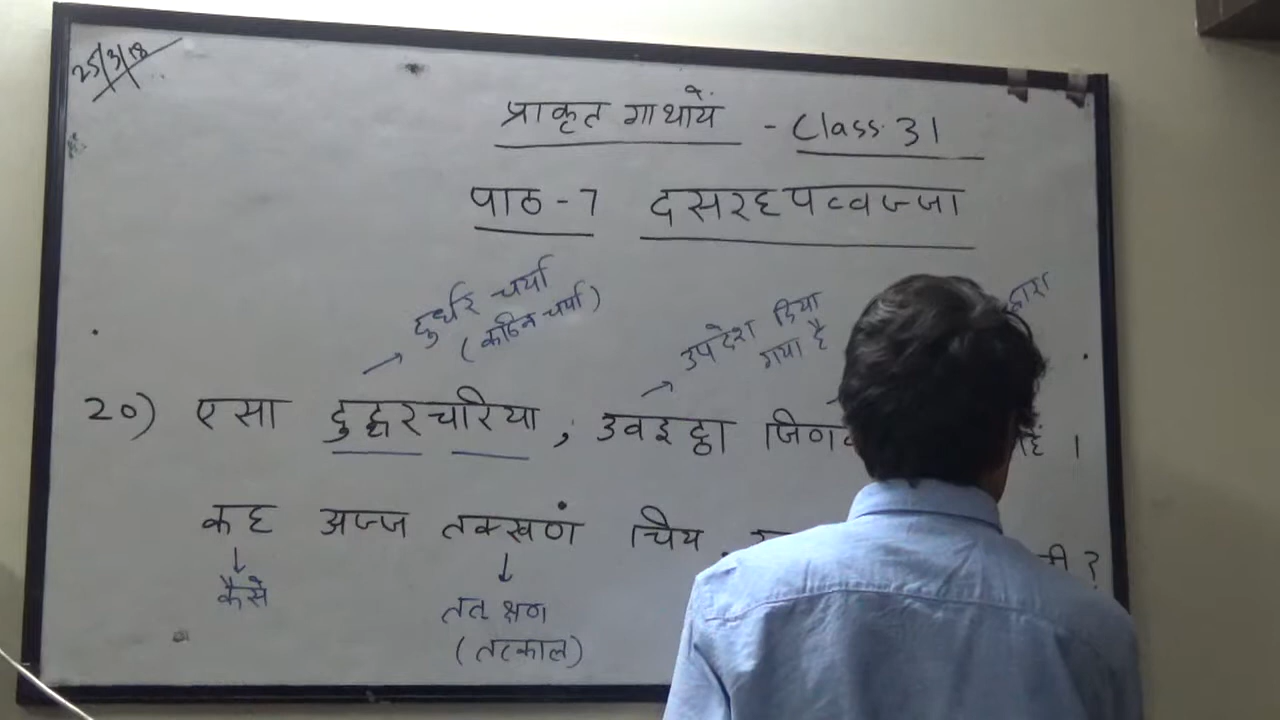 25/3/18
प्राकृत गाथायें - Class 31
पाठ - 7 दसरहपव्वज्जा
दुर्धर चर्या
(कठिन चर्या)
उपदेश दिया
गया है
द्वारा
20) एसा दुद्धरचरिया, उवइट्ठा
कह अज्ज तक्खणं चिय
कैसे
तत् क्षण
(तत्काल)